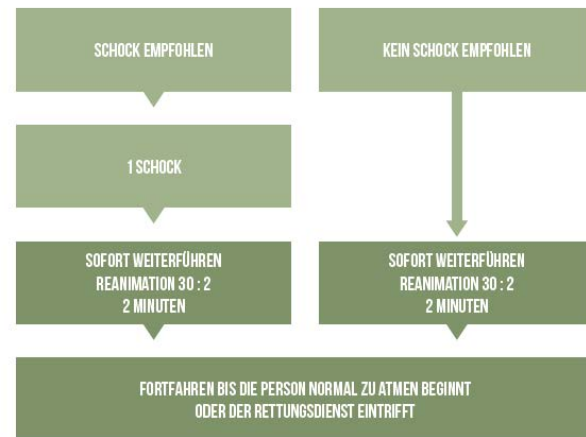 SCHOCK EMPFOHLEN
KEIN SCHOCK EMPFOHLEN
1 SCHOCK
SOFORT WEITERFÜHREN
REANIMATION 30 : 2
2 MINUTEN
SOFORT WEITERFÜHREN
REANIMATION 30 : 2
2 MINUTEN
FORTFAHREN BIS DIE PERSON NORMAL ZU ATMEN BEGINNT
ODER DER RETTUNGSDIENST EINTRIFFT